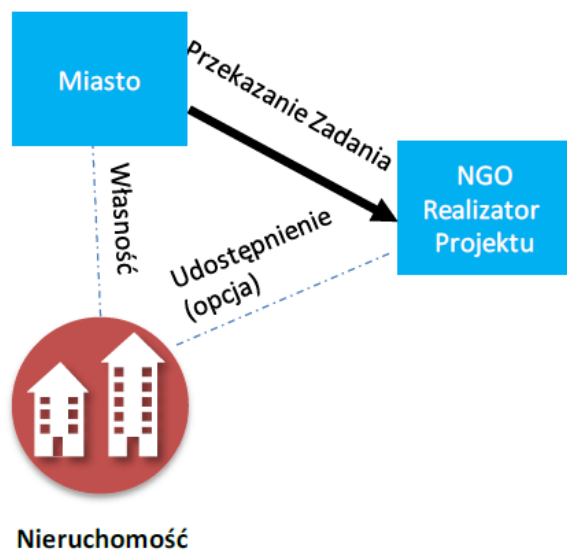 Miasto
Przekazanie Zadania
NGO
Realizator
Projektu
Własność
Udostępnienie
(opcja)
Nieruchomość